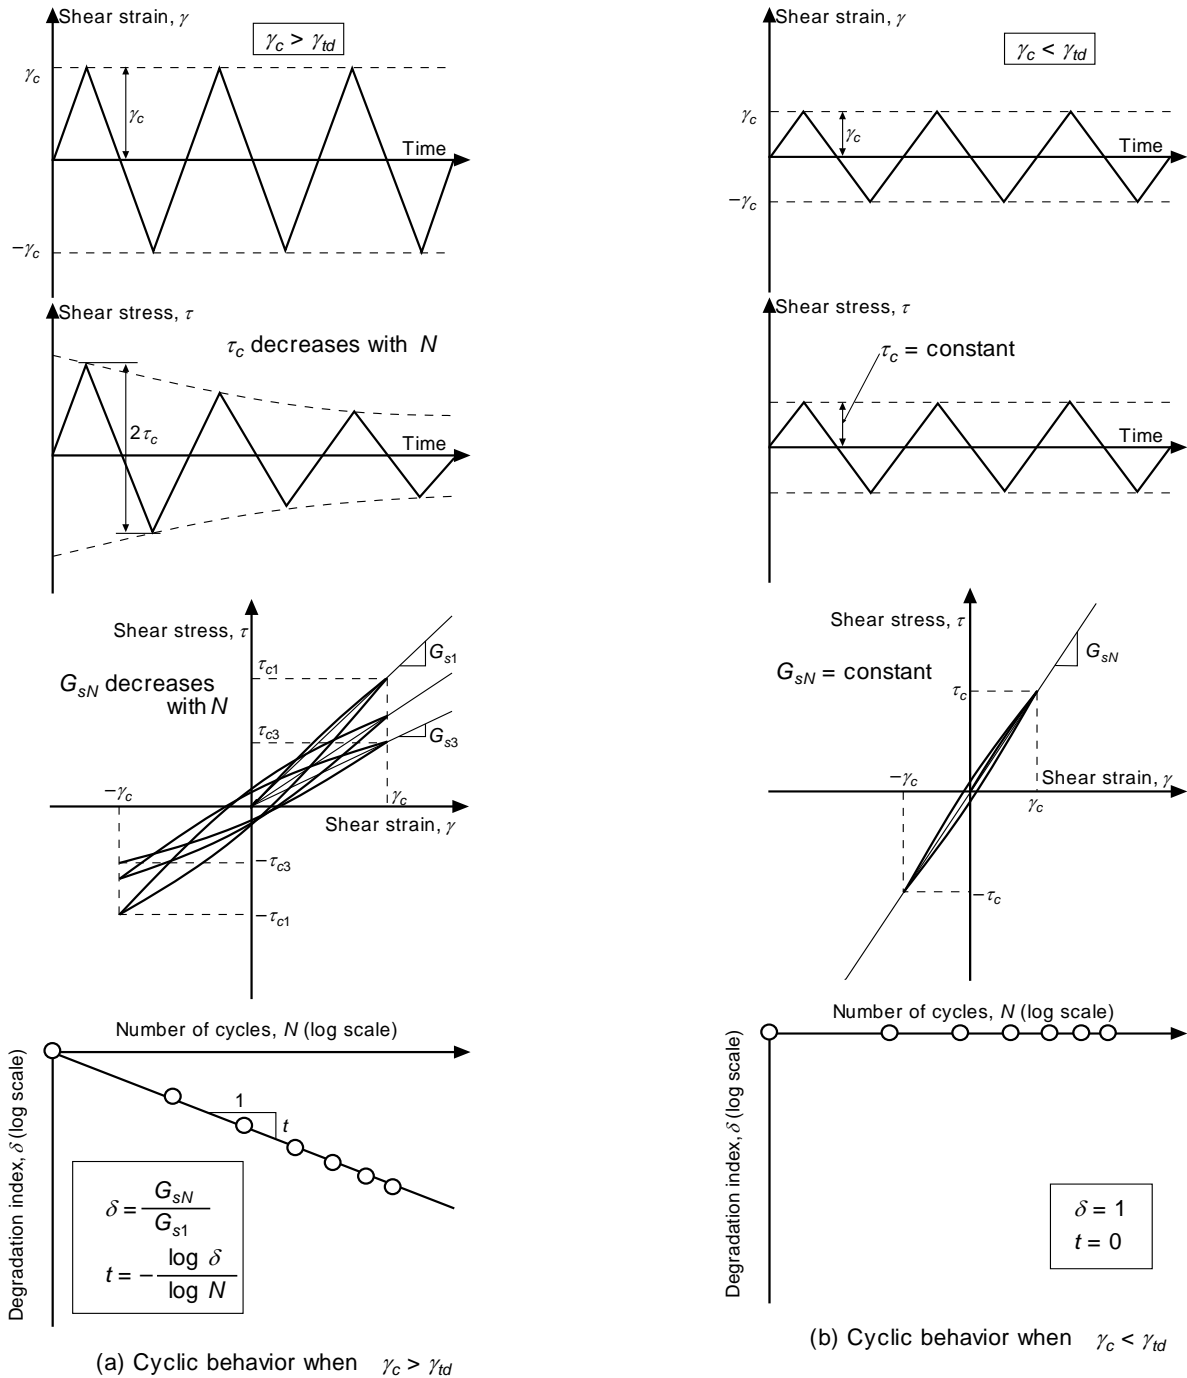 Shear strain, γ
γc > γtd
γc
γc
Time
−γc
Shear stress, τ
τc decreases with N
2τc
Time
Shear stress, τ
τc1
Gs1
GsN decreases
with N
τc3
Gs3
−γc
γc
Shear strain, γ
−τc3
−τc1
Number of cycles, N (log scale)
Degradation index, δ (log scale)
1
t
δ = GsN / Gs1
t = − log δ / log N
(a) Cyclic behavior when γc > γtd
Shear strain, γ
γc < γtd
γc
γc
Time
−γc
Shear stress, τ
τc = constant
Time
Shear stress, τ
GsN
GsN = constant
τc
−γc
Shear strain, γ
γc
−τc
Number of cycles, N (log scale)
Degradation index, δ (log scale)
δ = 1
t = 0
(b) Cyclic behavior when γc < γtd